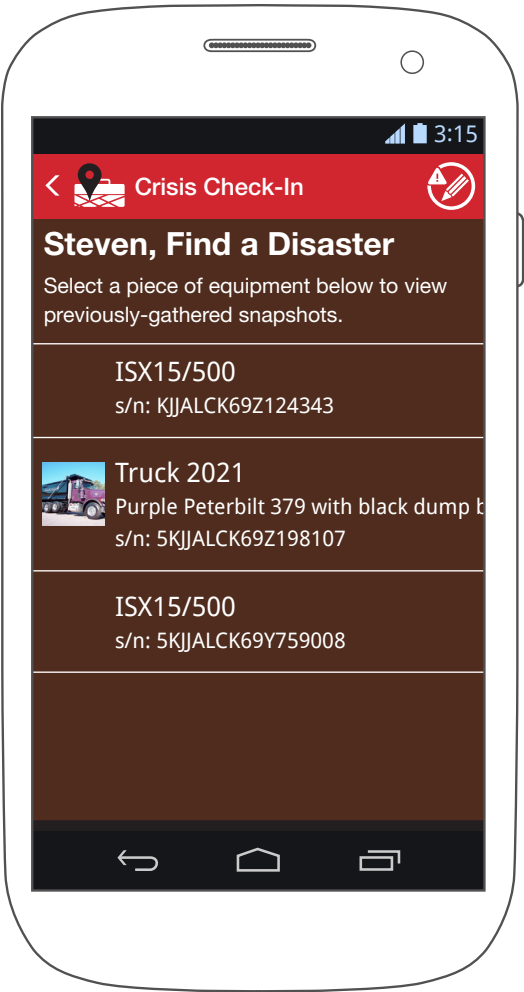 3:15
Crisis Check-In
Steven, Find a Disaster
Select a piece of equipment below to view
previously-gathered snapshots.
ISX15/500
s/n: KJJALCK69Z124343
Truck 2021
Purple Peterbilt 379 with black dump b
s/n: 5KJJALCK69Z198107
ISX15/500
s/n: 5KJJALCK69Y759008